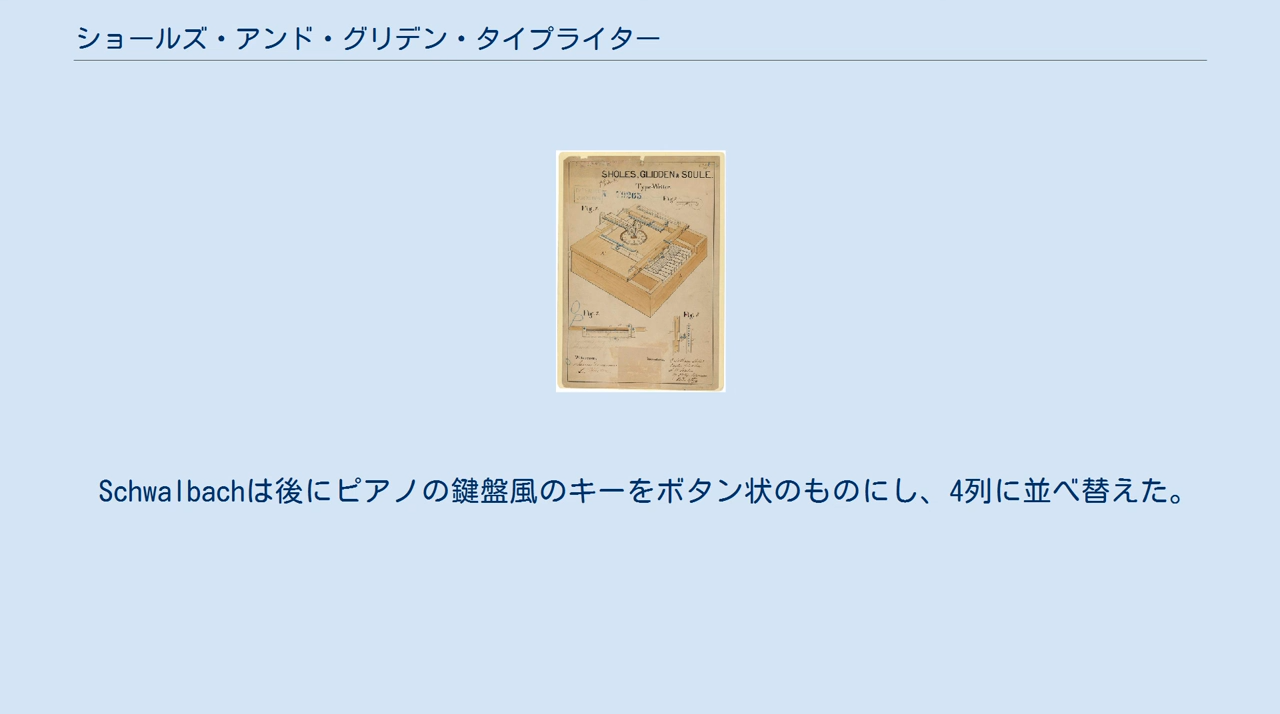 ショールズ・アンド・グリデン・タイプライター
SHOLES, GLIDDEN & SOULE.
Type Writer
Fig. 2
Schwalbachは後にピアノの鍵盤風のキーをボタン状のものにし、4列に並べ替えた。